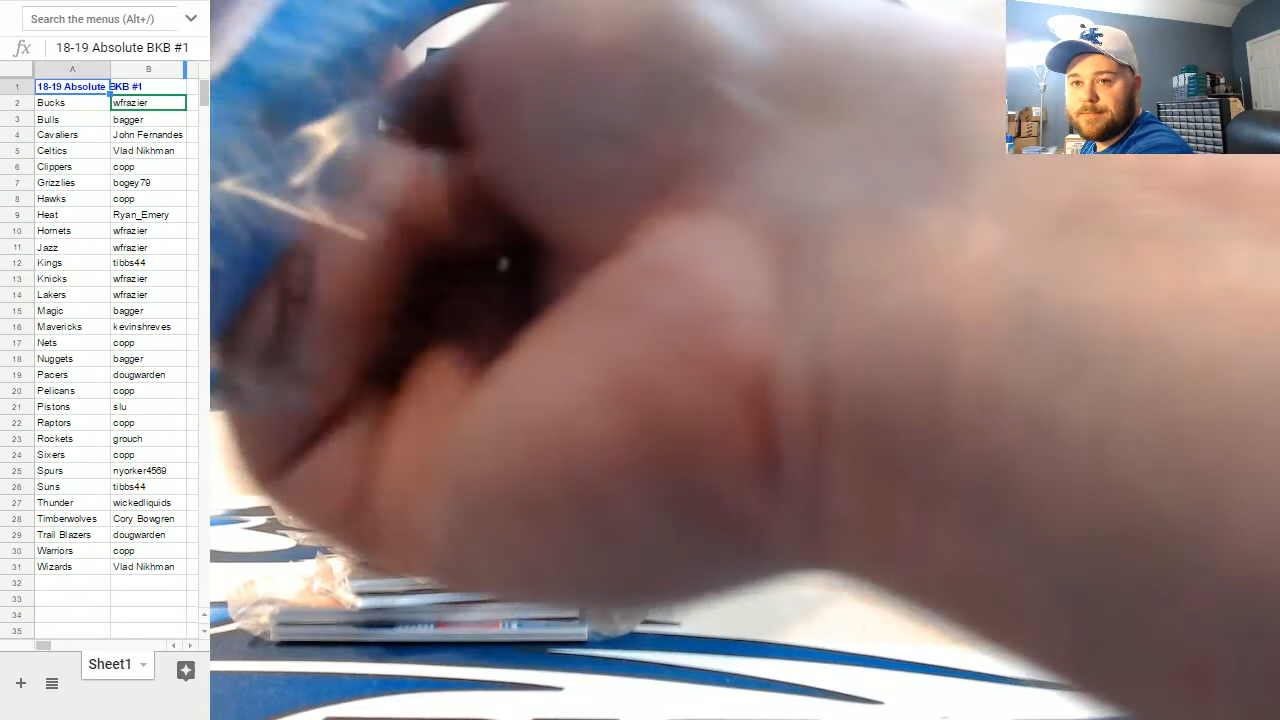 Search the menus (Alt+/)
fx 18-19 Absolute BKB #1
A B
1 18-19 Absolute BKB #1
2 Bucks wfrazier
3 Bulls bagger
4 Cavaliers John Fernandes
5 Celtics Vlad Nikhman
6 Clippers copp
7 Grizzlies bogey79
8 Hawks copp
9 Heat Ryan_Emery
10 Hornets wfrazier
11 Jazz wfrazier
12 Kings tibbs44
13 Knicks wfrazier
14 Lakers wfrazier
15 Magic bagger
16 Mavericks kevinshreves
17 Nets copp
18 Nuggets bagger
19 Pacers dougwarden
20 Pelicans copp
21 Pistons slu
22 Raptors copp
23 Rockets grouch
24 Sixers copp
25 Spurs nyorker4569
26 Suns tibbs44
27 Thunder wickedliquids
28 Timberwolves Cory Bowgren
29 Trail Blazers dougwarden
30 Warriors copp
31 Wizards Vlad Nikhman
32
33
34
35
Sheet1